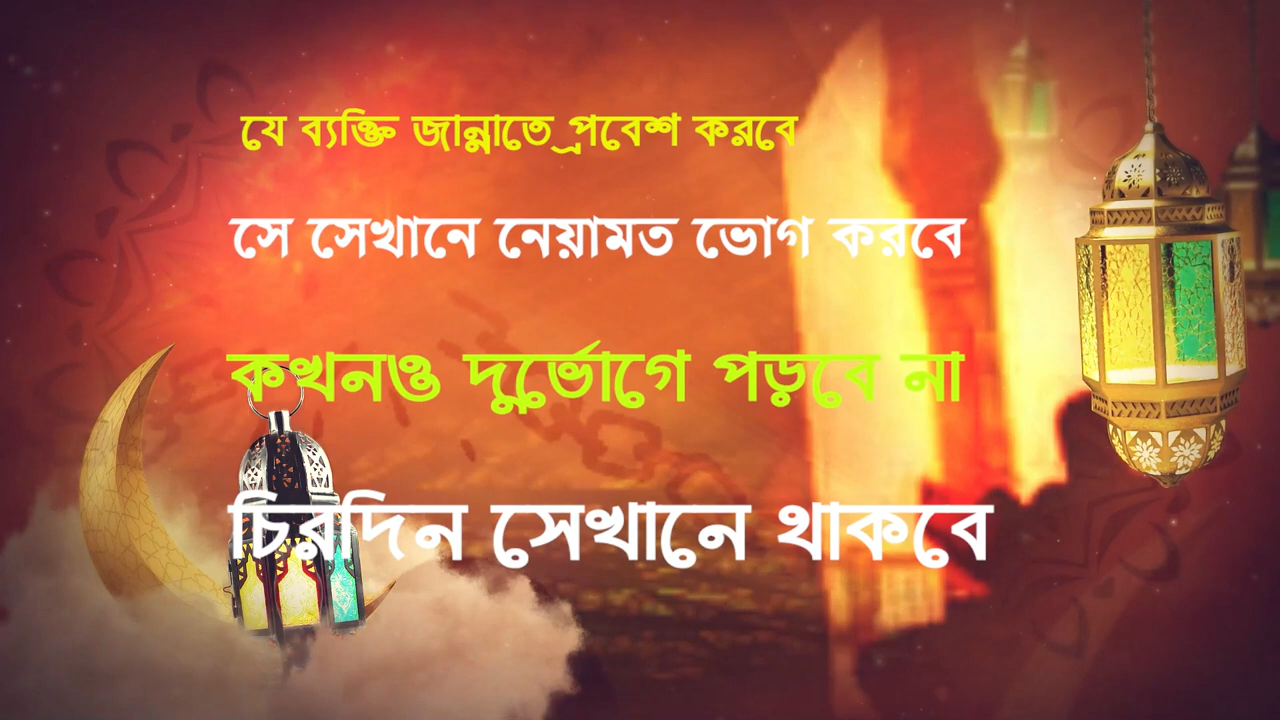 যে ব্যক্তি জান্নাতে প্রবেশ করবে
সে সেখানে নেয়ামত ভোগ করবে
কখনও দুর্ভোগে পড়বে না
চিরদিন সেখানে থাকবে